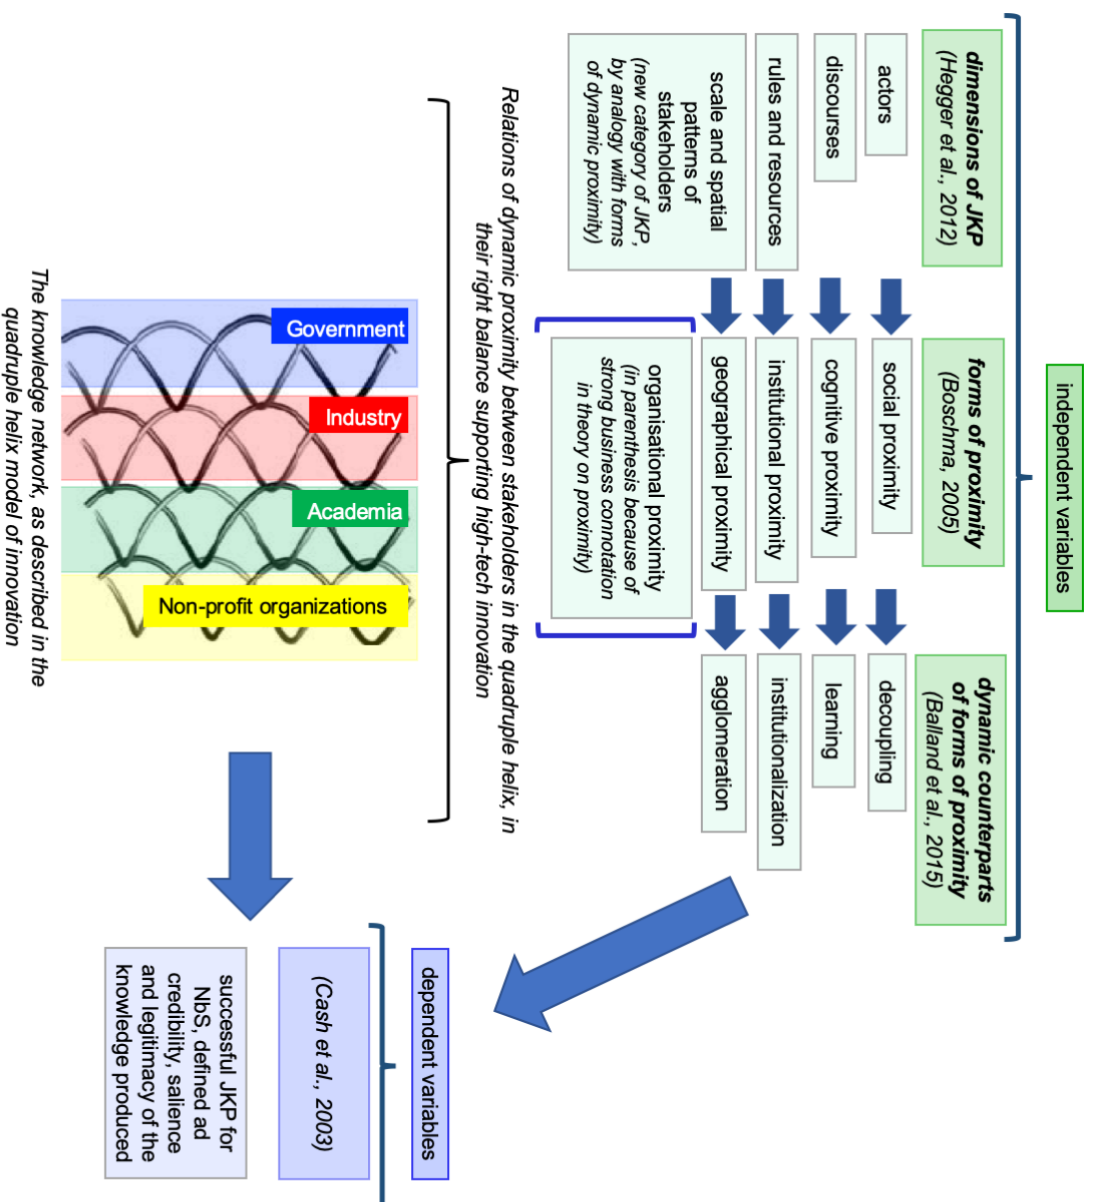 independent variables
dimensions of JKP
(Hegger et al., 2012)
forms of proximity
(Boschma, 2005)
dynamic counterparts
of forms of proximity
(Balland et al., 2015)
actors
social proximity
decoupling
discourses
cognitive proximity
learning
rules and resources
institutional proximity
institutionalization
scale and spatial
patterns of
stakeholders
(new category of JKP,
by analogy with forms
of dynamic proximity)
geographical proximity
agglomeration
organisational proximity
(in parenthesis because of
strong business connotation
in theory on proximity)
Relations of dynamic proximity between stakeholders in the quadruple helix, in
their right balance supporting high-tech innovation
Government
Industry
Academia
Non-profit organizations
The knowledge network, as described in the
quadruple helix model of innovation
dependent variables
(Cash et al., 2003)
successful JKP for
NbS, defined ad
credibility, salience
and legitimacy of the
knowledge produced